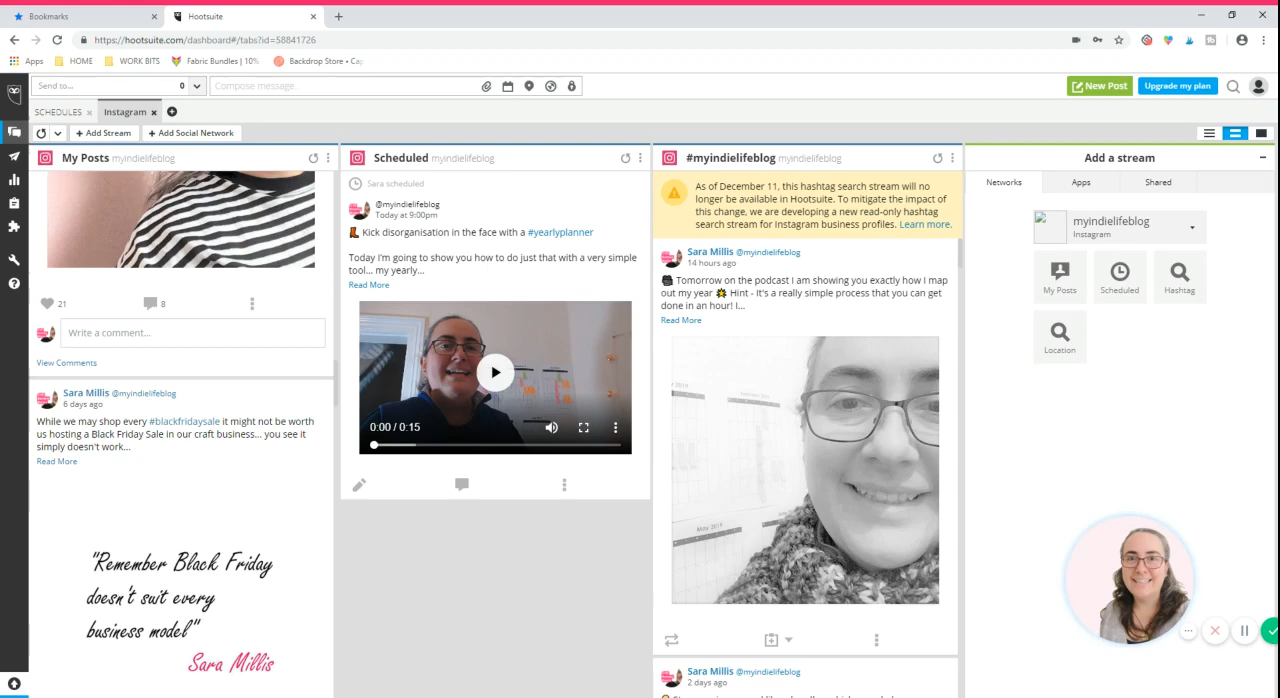 Bookmarks
Hootsuite
https://hootsuite.com/dashboard#/tabs?id=58841726
Apps HOME WORK BITS Fabric Bundles | 10% Backdrop Store • Ca
Send to... 0 Compose message...
New Post Upgrade my plan
SCHEDULES Instagram
Add Stream Add Social Network
My Posts myindielifeblog
21 8
Write a comment...
View Comments
Sara Millis @myindielifeblog
6 days ago
While we may shop every #blackfridaysale it might not be worth
us hosting a Black Friday Sale in our craft business... you see it
simply doesn't work...
Read More
"Remember Black Friday
doesn't suit every
business model"
Sara Millis
Scheduled myindielifeblog
Sara scheduled
@myindielifeblog
Today at 9:00pm
Kick disorganisation in the face with a #yearlyplanner
Today I'm going to show you how to do just that with a very simple
tool... my yearly...
Read More
0:00 / 0:15
#myindielifeblog myindielifeblog
As of December 11, this hashtag search stream will no
longer be available in Hootsuite. To mitigate the impact of
this change, we are developing a new read-only hashtag
search stream for Instagram business profiles. Learn more.
Sara Millis @myindielifeblog
14 hours ago
Tomorrow on the podcast I am showing you exactly how I map
out my year Hint - It's a really simple process that you can get
done in an hour! I...
Read More
May 2019
Sara Millis @myindielifeblog
2 days ago
Add a stream
Networks Apps Shared
myindielifeblog
Instagram
My Posts Scheduled Hashtag
Location